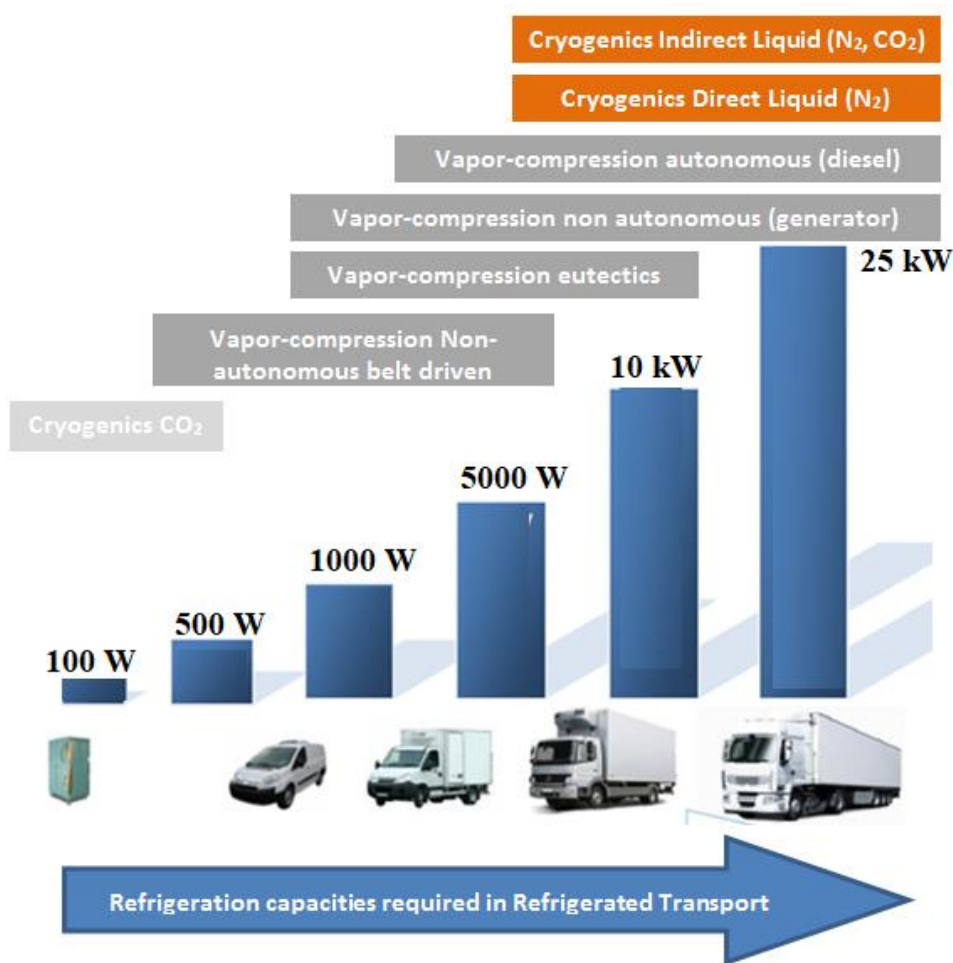 Cryogenics Indirect Liquid (N₂, CO₂)
Cryogenics Direct Liquid (N₂)
Vapor-compression autonomous (diesel)
Vapor-compression non autonomous (generator)
25 kW
Vapor-compression eutectics
Vapor-compression Non-
autonomous belt driven
10 kW
Cryogenics CO₂
5000 W
1000 W
500 W
100 W
Refrigeration capacities required in Refrigerated Transport